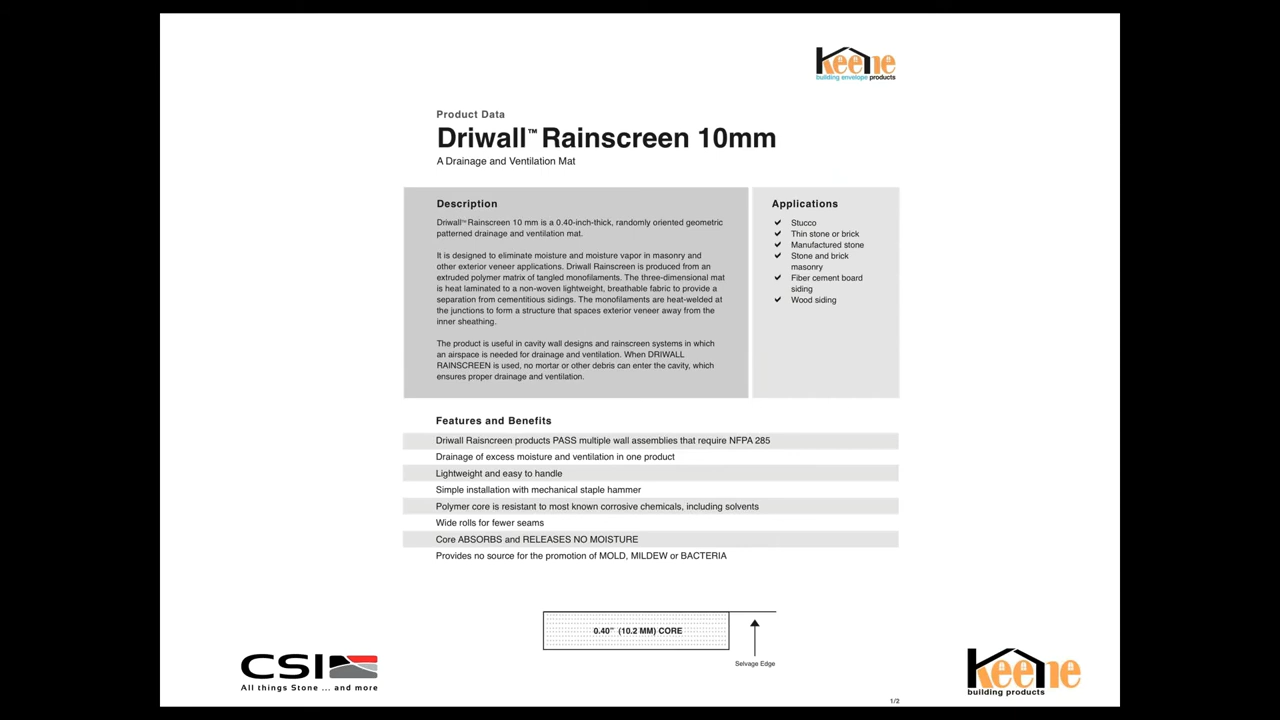 Keene
building envelope products
Product Data
Driwall™ Rainscreen 10mm
A Drainage and Ventilation Mat
Description
Driwall™ Rainscreen 10 mm is a 0.40-inch-thick, randomly oriented geometric
patterned drainage and ventilation mat.
It is designed to eliminate moisture and moisture vapor in masonry and
other exterior veneer applications. Driwall Rainscreen is produced from an
extruded polymer matrix of tangled monofilaments. The three-dimensional mat
is heat laminated to a non-woven lightweight, breathable fabric to provide a
separation from cementitious sidings. The monofilaments are heat-welded at
the junctions to form a structure that spaces exterior veneer away from the
inner sheathing.
The product is useful in cavity wall designs and rainscreen systems in which
an airspace is needed for drainage and ventilation. When DRIWALL
RAINSCREEN is used, no mortar or other debris can enter the cavity, which
ensures proper drainage and ventilation.
Applications
Stucco
Thin stone or brick
Manufactured stone
Stone and brick
masonry
Fiber cement board
siding
Wood siding
Features and Benefits
Driwall Raisncreen products PASS multiple wall assemblies that require NFPA 285
Drainage of excess moisture and ventilation in one product
Lightweight and easy to handle
Simple installation with mechanical staple hammer
Polymer core is resistant to most known corrosive chemicals, including solvents
Wide rolls for fewer seams
Core ABSORBS and RELEASES NO MOISTURE
Provides no source for the promotion of MOLD, MILDEW or BACTERIA
0.40" (10.2 MM) CORE
Selvage Edge
CSI
All things Stone ... and more
Keene
building products
1/2